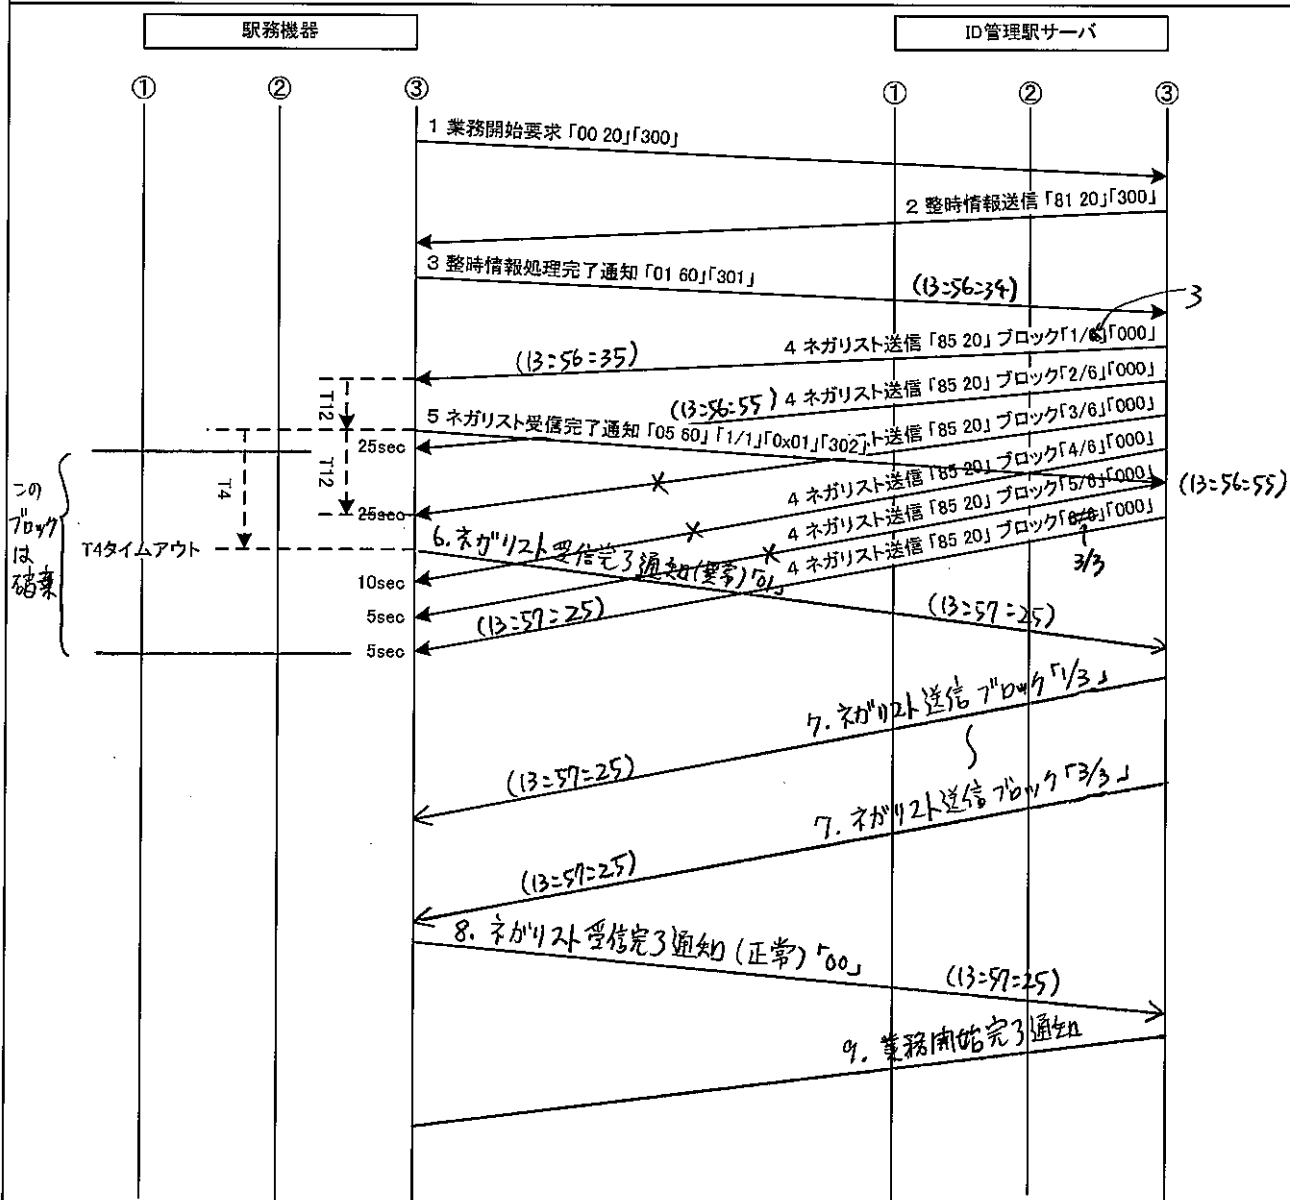 駅務機器
ID管理駅サーバ
① ② ③ ① ② ③
1 業務開始要求「00 20」「300」
2 整時情報送信「81 20」「300」
3 整時情報処理完了通知「01 60」「301」
(13:56:34)
3
4 ネガリスト送信「85 20」ブロック「1/」「000」
(13:56:35)
4 ネガリスト送信「85 20」ブロック「2/6」「000」
(13:56:55)
T12
5 ネガリスト受信完了通知「05 60」「1/1」「0x01」「302」
スト送信「85 20」ブロック「3/6」「000」
25sec
4 ネガリスト送信「85 20」ブロック「4/6」「000」
(13:56:55)
T4
T12
このブロックは破棄
4 ネガリスト送信「85 20」ブロック「5/6」「000」
25sec
4 ネガリスト送信「85 20」ブロック「6/6」「000」
3/3
T4タイムアウト
6. ネガリスト受信完了通知(異常)「01」
10sec
5sec
(13:57:25)
(13:57:25)
5sec
7. ネガリスト送信 ブロック「1/3」
(13:57:25)
7. ネガリスト送信 ブロック「3/3」
(13:57:25)
8. ネガリスト受信完了通知(正常)「00」
(13:57:25)
9. 業務開始完了通知